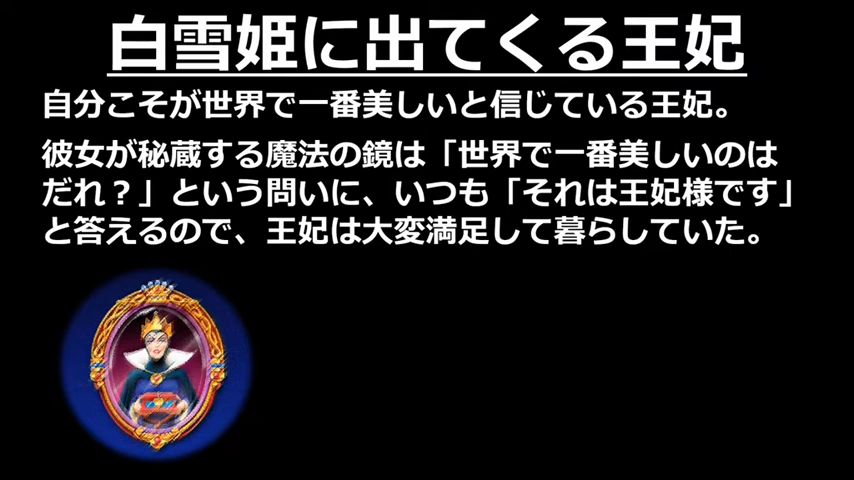 白雪姫に出てくる王妃
自分こそが世界で一番美しいと信じている王妃。
彼女が秘蔵する魔法の鏡は「世界で一番美しいのは
だれ？」という問いに、いつも「それは王妃様です」
と答えるので、王妃は大変満足して暮らしていた。